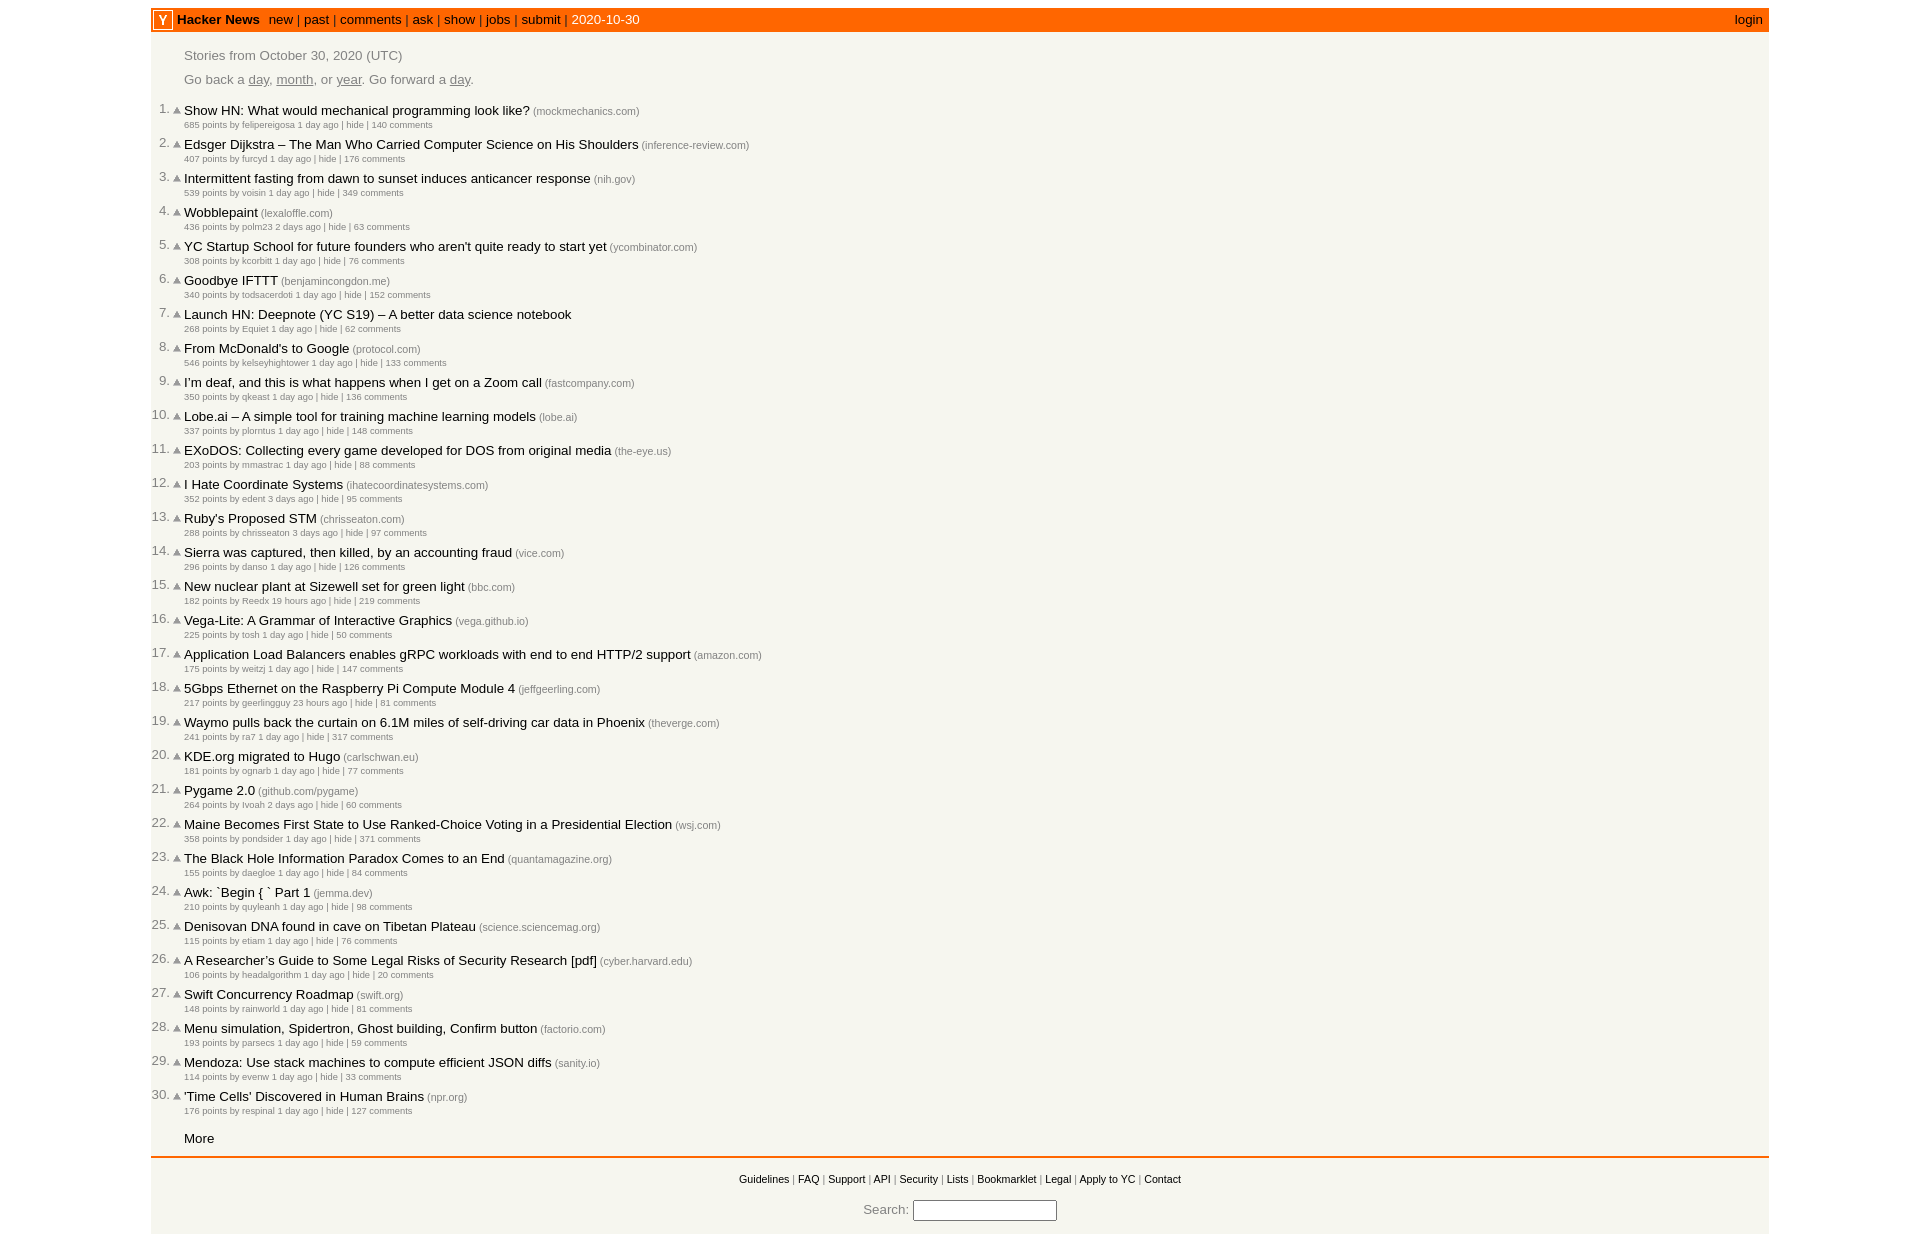 Y Hacker News new | past | comments | ask | show | jobs | submit | 2020-10-30 login
Stories from October 30, 2020 (UTC)
Go back a day, month, or year. Go forward a day.
1. Show HN: What would mechanical programming look like? (mockmechanics.com)
685 points by felipereigosa 1 day ago | hide | 140 comments
2. Edsger Dijkstra – The Man Who Carried Computer Science on His Shoulders (inference-review.com)
407 points by furcyd 1 day ago | hide | 176 comments
3. Intermittent fasting from dawn to sunset induces anticancer response (nih.gov)
539 points by voisin 1 day ago | hide | 349 comments
4. Wobblepaint (lexaloffle.com)
436 points by polm23 2 days ago | hide | 63 comments
5. YC Startup School for future founders who aren't quite ready to start yet (ycombinator.com)
308 points by kcorbitt 1 day ago | hide | 76 comments
6. Goodbye IFTTT (benjamincongdon.me)
340 points by todsacerdoti 1 day ago | hide | 152 comments
7. Launch HN: Deepnote (YC S19) – A better data science notebook
268 points by Equiet 1 day ago | hide | 62 comments
8. From McDonald's to Google (protocol.com)
546 points by kelseyhightower 1 day ago | hide | 133 comments
9. I’m deaf, and this is what happens when I get on a Zoom call (fastcompany.com)
350 points by qkeast 1 day ago | hide | 136 comments
10. Lobe.ai – A simple tool for training machine learning models (lobe.ai)
337 points by plorntus 1 day ago | hide | 148 comments
11. EXoDOS: Collecting every game developed for DOS from original media (the-eye.us)
203 points by mmastrac 1 day ago | hide | 88 comments
12. I Hate Coordinate Systems (ihatecoordinatesystems.com)
352 points by edent 3 days ago | hide | 95 comments
13. Ruby's Proposed STM (chrisseaton.com)
288 points by chrisseaton 3 days ago | hide | 97 comments
14. Sierra was captured, then killed, by an accounting fraud (vice.com)
296 points by danso 1 day ago | hide | 126 comments
15. New nuclear plant at Sizewell set for green light (bbc.com)
182 points by Reedx 19 hours ago | hide | 219 comments
16. Vega-Lite: A Grammar of Interactive Graphics (vega.github.io)
225 points by tosh 1 day ago | hide | 50 comments
17. Application Load Balancers enables gRPC workloads with end to end HTTP/2 support (amazon.com)
175 points by weitzj 1 day ago | hide | 147 comments
18. 5Gbps Ethernet on the Raspberry Pi Compute Module 4 (jeffgeerling.com)
217 points by geerlingguy 23 hours ago | hide | 81 comments
19. Waymo pulls back the curtain on 6.1M miles of self-driving car data in Phoenix (theverge.com)
241 points by ra7 1 day ago | hide | 317 comments
20. KDE.org migrated to Hugo (carlschwan.eu)
181 points by ognarb 1 day ago | hide | 77 comments
21. Pygame 2.0 (github.com/pygame)
264 points by Ivoah 2 days ago | hide | 60 comments
22. Maine Becomes First State to Use Ranked-Choice Voting in a Presidential Election (wsj.com)
358 points by pondsider 1 day ago | hide | 371 comments
23. The Black Hole Information Paradox Comes to an End (quantamagazine.org)
155 points by daegloe 1 day ago | hide | 84 comments
24. Awk: `Begin { ` Part 1 (jemma.dev)
210 points by quyleanh 1 day ago | hide | 98 comments
25. Denisovan DNA found in cave on Tibetan Plateau (science.sciencemag.org)
115 points by etiam 1 day ago | hide | 76 comments
26. A Researcher’s Guide to Some Legal Risks of Security Research [pdf] (cyber.harvard.edu)
106 points by headalgorithm 1 day ago | hide | 20 comments
27. Swift Concurrency Roadmap (swift.org)
148 points by rainworld 1 day ago | hide | 81 comments
28. Menu simulation, Spidertron, Ghost building, Confirm button (factorio.com)
193 points by parsecs 1 day ago | hide | 59 comments
29. Mendoza: Use stack machines to compute efficient JSON diffs (sanity.io)
114 points by evenw 1 day ago | hide | 33 comments
30. 'Time Cells' Discovered in Human Brains (npr.org)
176 points by respinal 1 day ago | hide | 127 comments
More
Guidelines | FAQ | Support | API | Security | Lists | Bookmarklet | Legal | Apply to YC | Contact
Search: